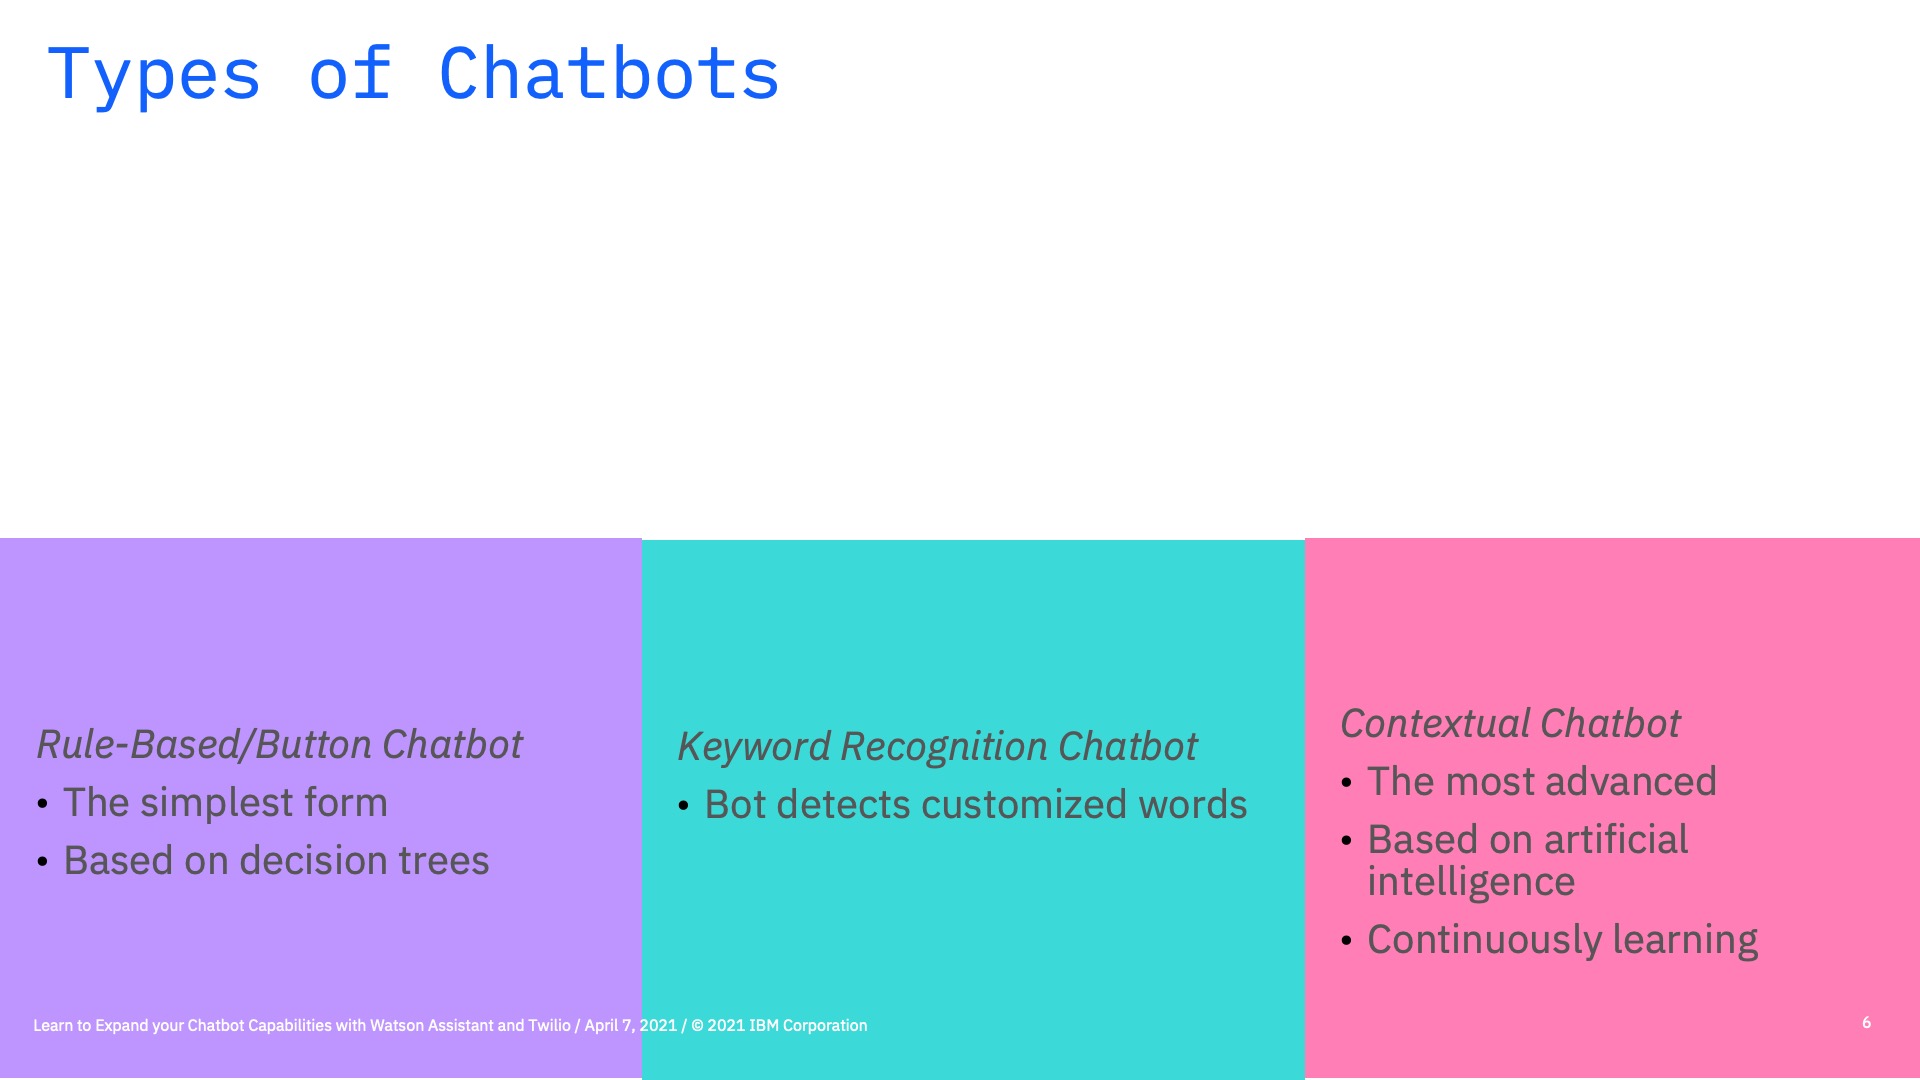 Types of Chatbots
Rule-Based/Button Chatbot
• The simplest form
• Based on decision trees
Keyword Recognition Chatbot
• Bot detects customized words
Contextual Chatbot
• The most advanced
• Based on artificial
intelligence
• Continuously learning
Learn to Expand your Chatbot Capabilities with Watson Assistant and Twilio / April 7, 2021 / © 2021 IBM Corporation
6